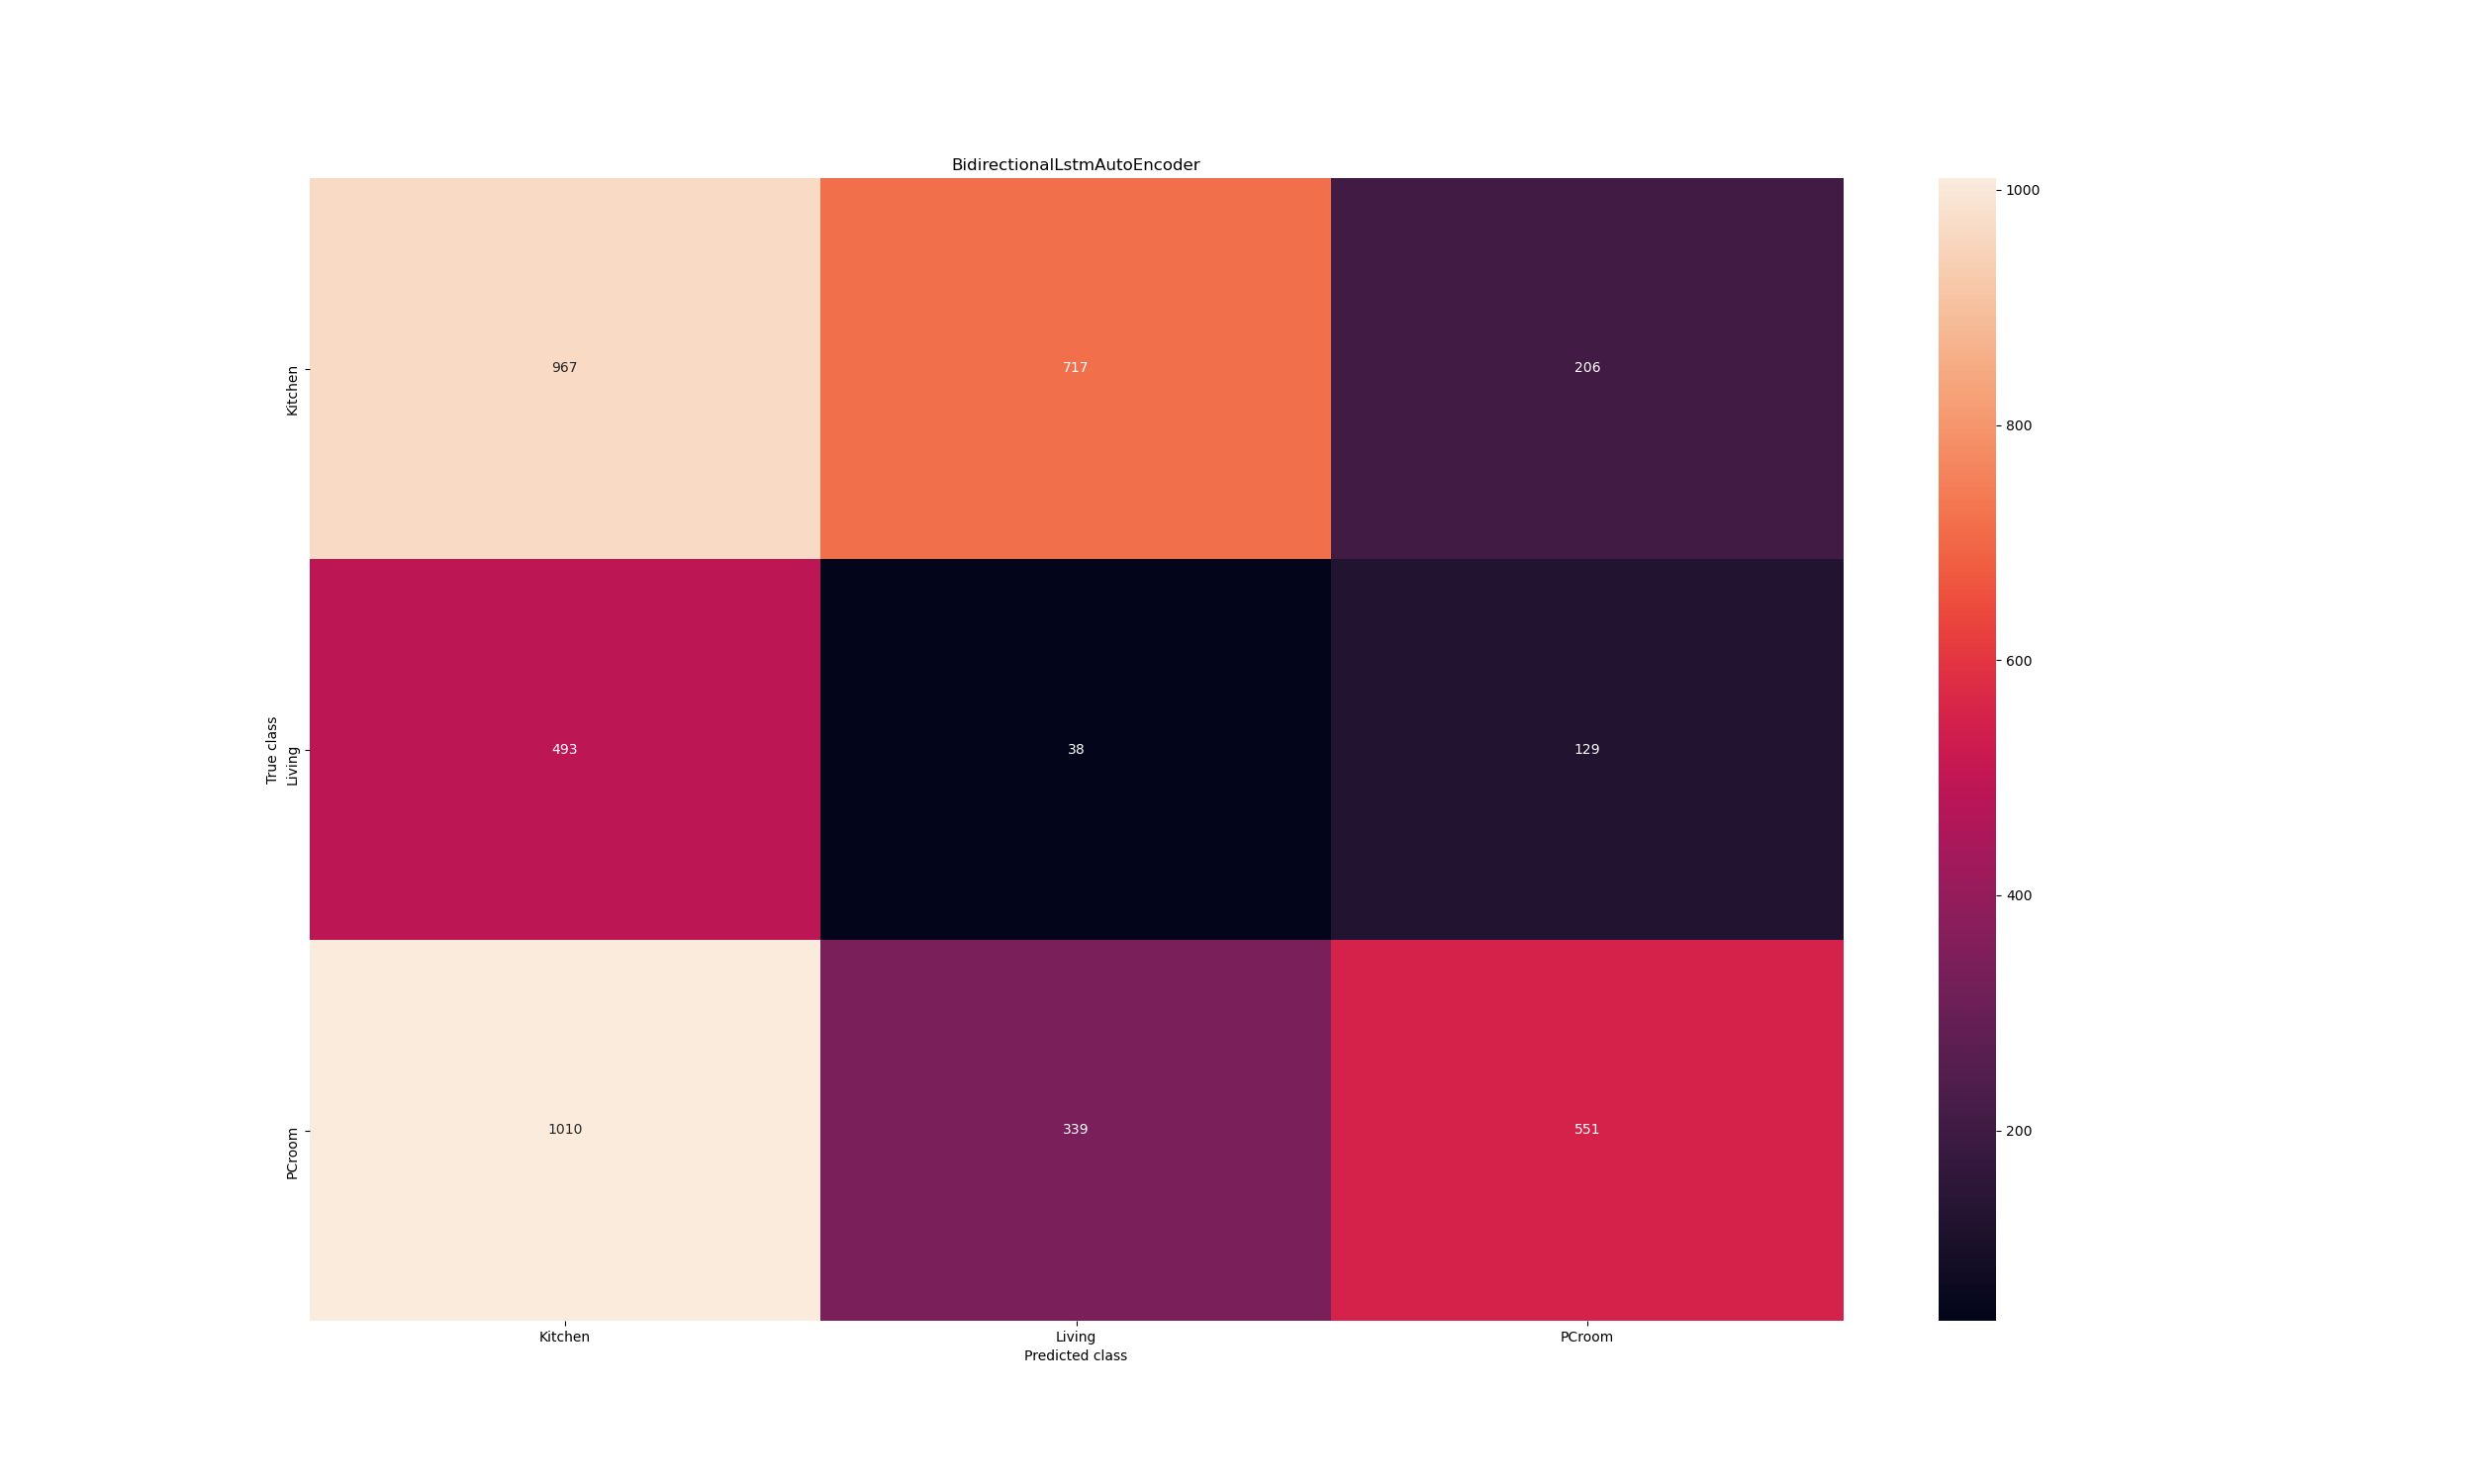 BidirectionalLstmAutoEncoder
True class
Kitchen
967 717 206
Living
493 38 129
PCroom
1010 339 551
Kitchen Living PCroom
Predicted class
1000
800
600
400
200